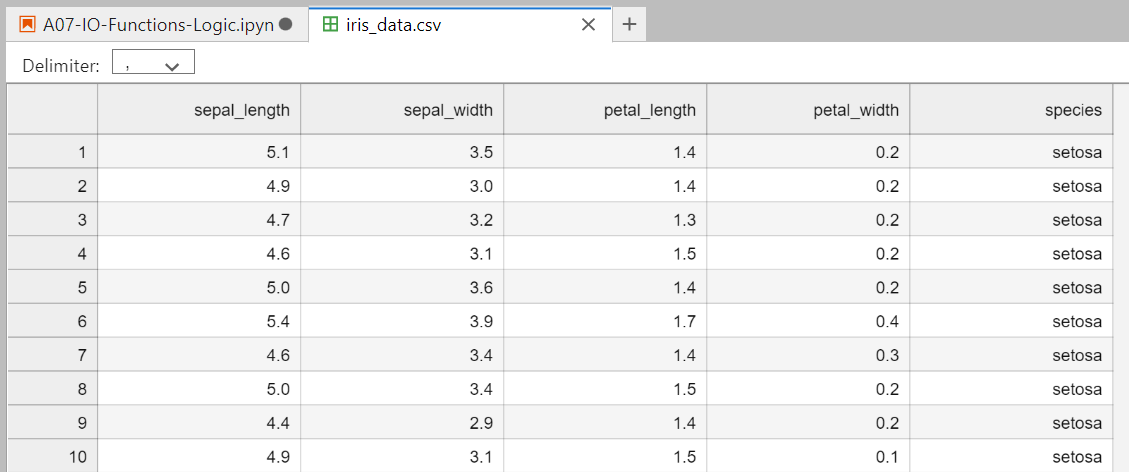 A07-IO-Functions-Logic.ipyn iris_data.csv
Delimiter: ,
sepal_length sepal_width petal_length petal_width species
1 5.1 3.5 1.4 0.2 setosa
2 4.9 3.0 1.4 0.2 setosa
3 4.7 3.2 1.3 0.2 setosa
4 4.6 3.1 1.5 0.2 setosa
5 5.0 3.6 1.4 0.2 setosa
6 5.4 3.9 1.7 0.4 setosa
7 4.6 3.4 1.4 0.3 setosa
8 5.0 3.4 1.5 0.2 setosa
9 4.4 2.9 1.4 0.2 setosa
10 4.9 3.1 1.5 0.1 setosa